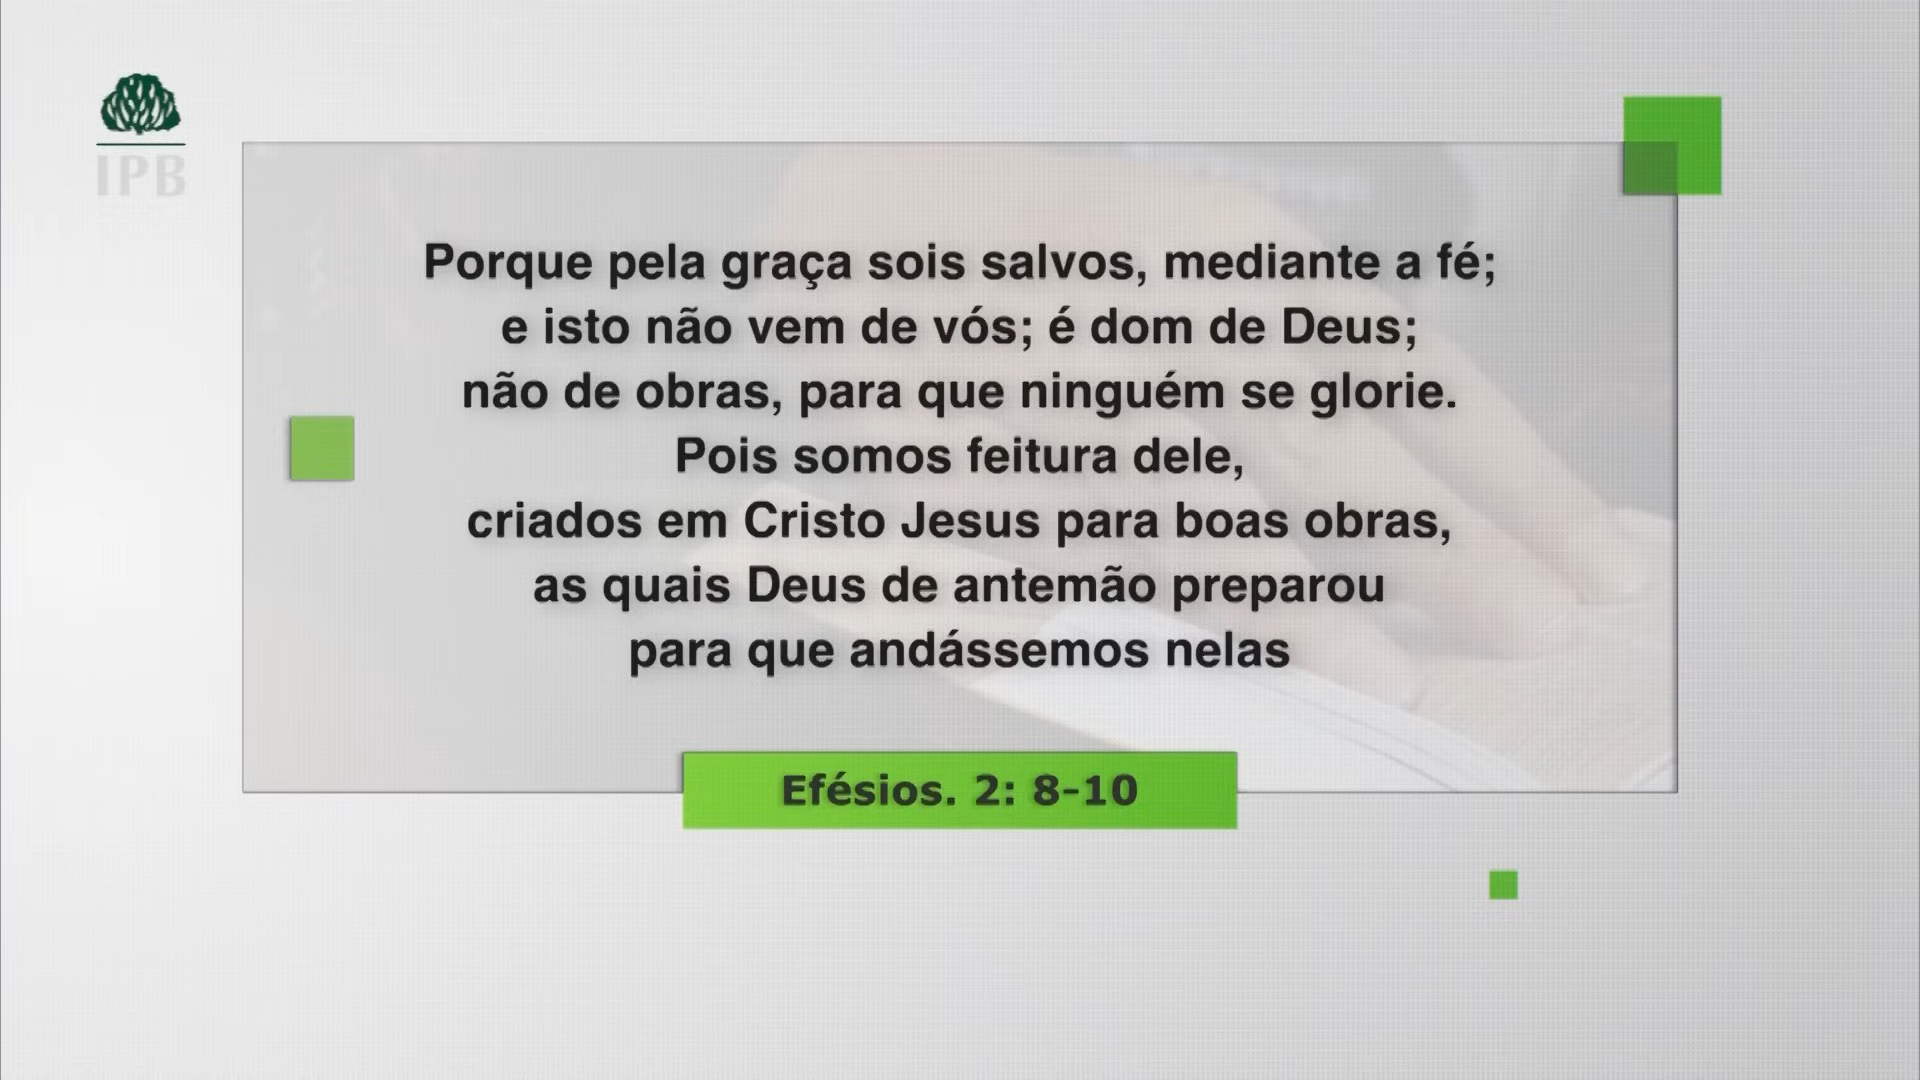 IPB
Porque pela graça sois salvos, mediante a fé;
e isto não vem de vós; é dom de Deus;
não de obras, para que ninguém se glorie.
Pois somos feitura dele,
criados em Cristo Jesus para boas obras,
as quais Deus de antemão preparou
para que andássemos nelas
Efésios. 2: 8-10